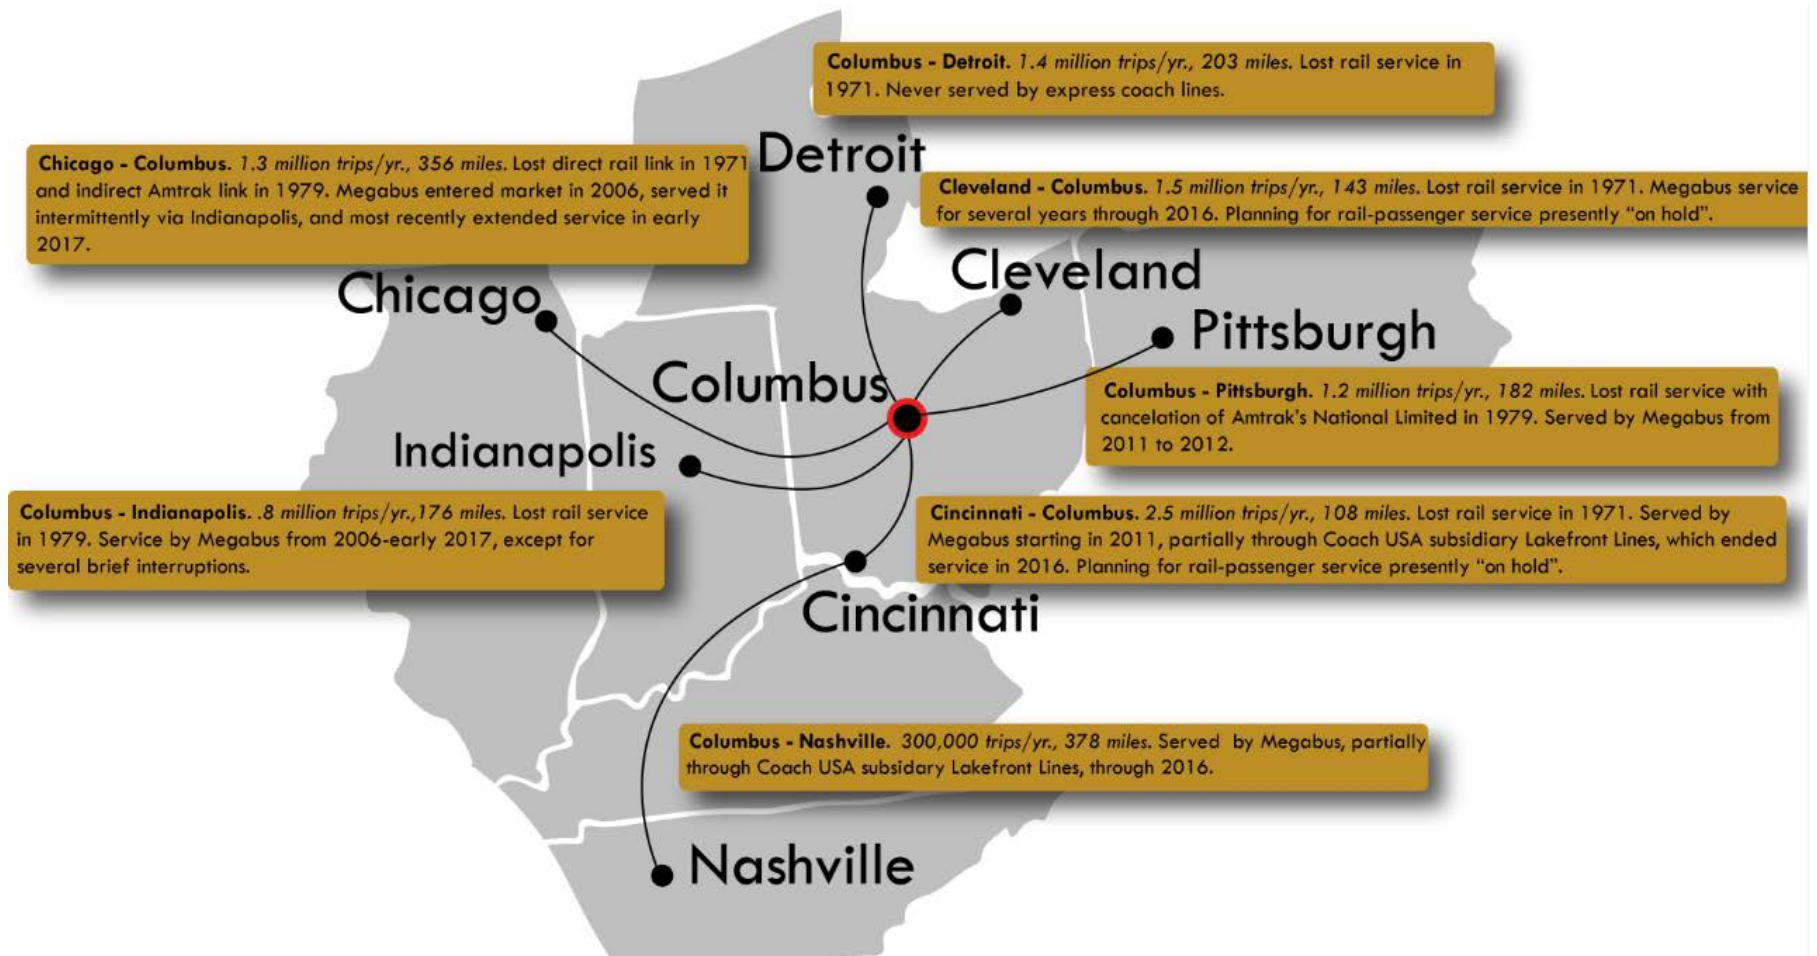 Columbus - Detroit. 1.4 million trips/yr., 203 miles. Lost rail service in
1971. Never served by express coach lines.
Detroit
Chicago - Columbus. 1.3 million trips/yr., 356 miles. Lost direct rail link in 1971
and indirect Amtrak link in 1979. Megabus entered market in 2006, served it
intermittently via Indianapolis, and most recently extended service in early
2017.
Cleveland - Columbus. 1.5 million trips/yr., 143 miles. Lost rail service in 1971. Megabus service
for several years through 2016. Planning for rail-passenger service presently “on hold”.
Cleveland
Chicago
Pittsburgh
Columbus
Columbus - Pittsburgh. 1.2 million trips/yr., 182 miles. Lost rail service with
cancelation of Amtrak's National Limited in 1979. Served by Megabus from
2011 to 2012.
Indianapolis
Columbus - Indianapolis. .8 million trips/yr.,176 miles. Lost rail service
in 1979. Service by Megabus from 2006-early 2017, except for
several brief interruptions.
Cincinnati - Columbus. 2.5 million trips/yr., 108 miles. Lost rail service in 1971. Served by
Megabus starting in 2011, partially through Coach USA subsidiary Lakefront Lines, which ended
service in 2016. Planning for rail-passenger service presently “on hold”.
Cincinnati
Columbus - Nashville. 300,000 trips/yr., 378 miles. Served by Megabus, partially
through Coach USA subsidary Lakefront Lines, through 2016.
Nashville